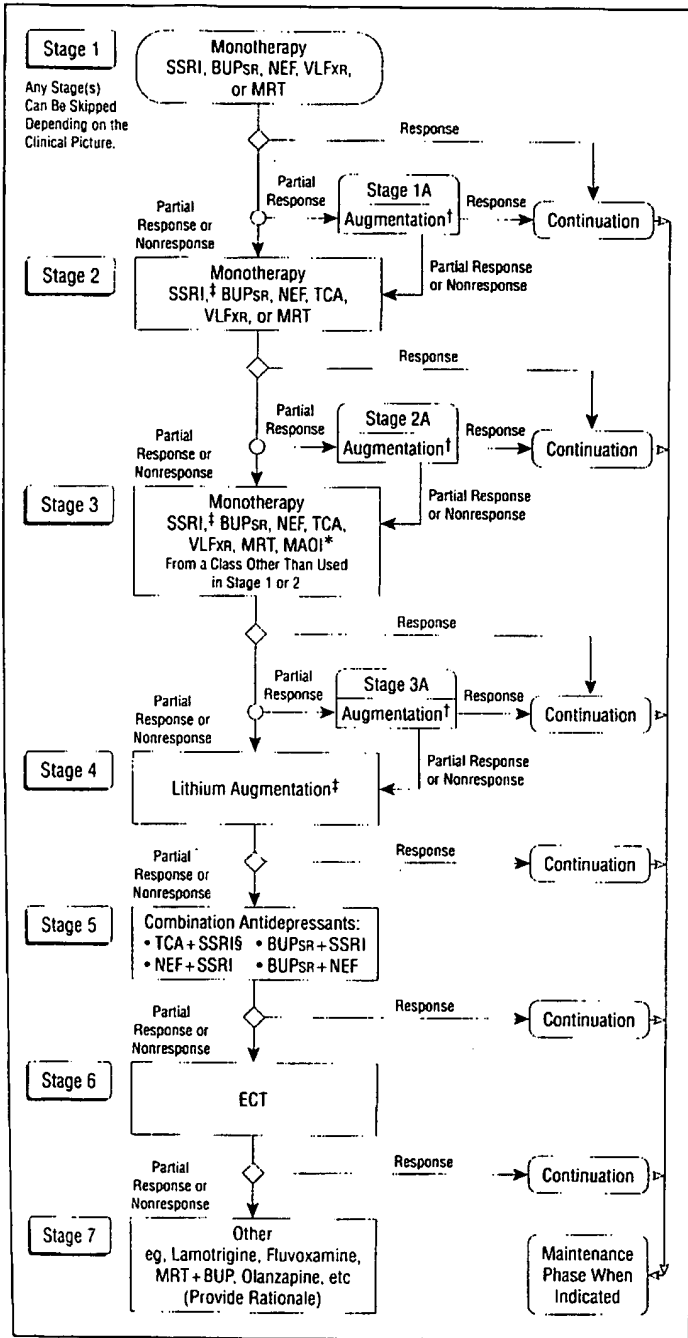 Stage 1
Any Stage(s)
Can Be Skipped
Depending on the
Clinical Picture.
Monotherapy
SSRI, BUPSR, NEF, VLFXR,
or MRT
Response
Partial
Response
Stage 1A
Augmentation†
Response
Continuation
Partial
Response or
Nonresponse
Partial Response
or Nonresponse
Stage 2
Monotherapy
SSRI,‡ BUPSR, NEF, TCA,
VLFXR, or MRT
Response
Partial
Response
Stage 2A
Augmentation†
Response
Continuation
Partial
Response or
Nonresponse
Partial Response
or Nonresponse
Stage 3
Monotherapy
SSRI,‡ BUPSR, NEF, TCA,
VLFXR, MRT, MAOI*
From a Class Other Than Used
in Stage 1 or 2
Response
Partial
Response
Stage 3A
Augmentation†
Response
Continuation
Partial
Response or
Nonresponse
Partial Response
or Nonresponse
Stage 4
Lithium Augmentation‡
Partial
Response or
Nonresponse
Response
Continuation
Stage 5
Combination Antidepressants:
• TCA + SSRI§ • BUPSR + SSRI
• NEF + SSRI • BUPSR + NEF
Partial
Response or
Nonresponse
Response
Continuation
Stage 6
ECT
Partial
Response or
Nonresponse
Response
Continuation
Stage 7
Other
eg, Lamotrigine, Fluvoxamine,
MRT + BUP, Olanzapine, etc
(Provide Rationale)
Maintenance
Phase When
Indicated